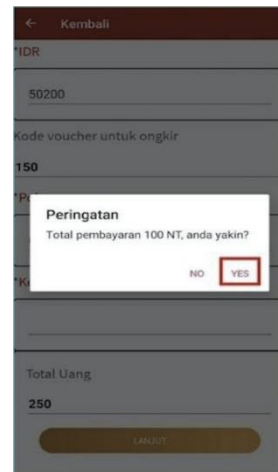 Kembali
*IDR
50200
Kode voucher untuk ongkir
150
Peringatan
Total pembayaran 100 NT, anda yakin?
NO YES
Total Uang
250
LANJUT